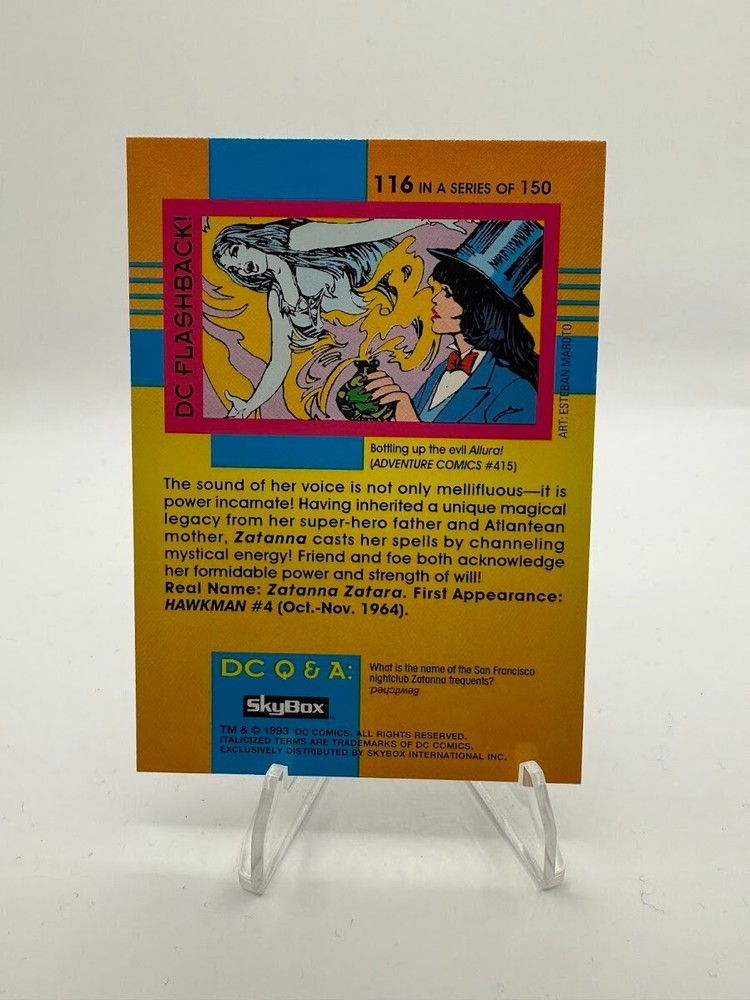 116 IN A SERIES OF 150
DC FLASHBACK!
ART: ESTEBAN MAROTO
Bottling up the evil Allura!
(ADVENTURE COMICS #415)
The sound of her voice is not only mellifluous—it is
power incarnate! Having inherited a unique magical
legacy from her super-hero father and Atlantean
mother, Zatanna casts her spells by channeling
mystical energy! Friend and foe both acknowledge
her formidable power and strength of will!
Real Name: Zatanna Zatara. First Appearance:
HAWKMAN #4 (Oct.-Nov. 1964).
DC Q & A:
What is the name of the San Francisco
nightclub Zatanna frequents?
Bewitched.
SkyBox
TM & © 1993 DC COMICS. ALL RIGHTS RESERVED.
ITALICIZED TERMS ARE TRADEMARKS OF DC COMICS.
EXCLUSIVELY DISTRIBUTED BY SKYBOX INTERNATIONAL INC.